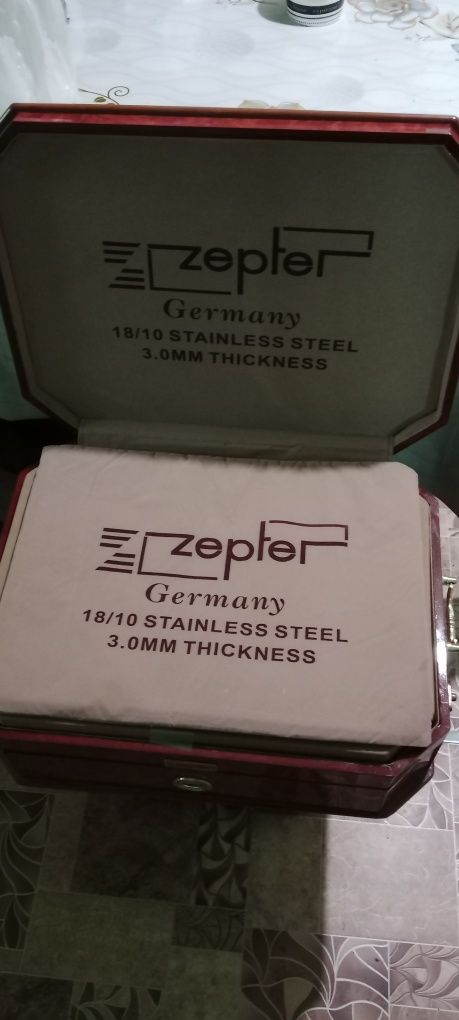 zepter
Germany
18/10 STAINLESS STEEL
3.0MM THICKNESS
zepter
Germany
18/10 STAINLESS STEEL
3.0MM THICKNESS